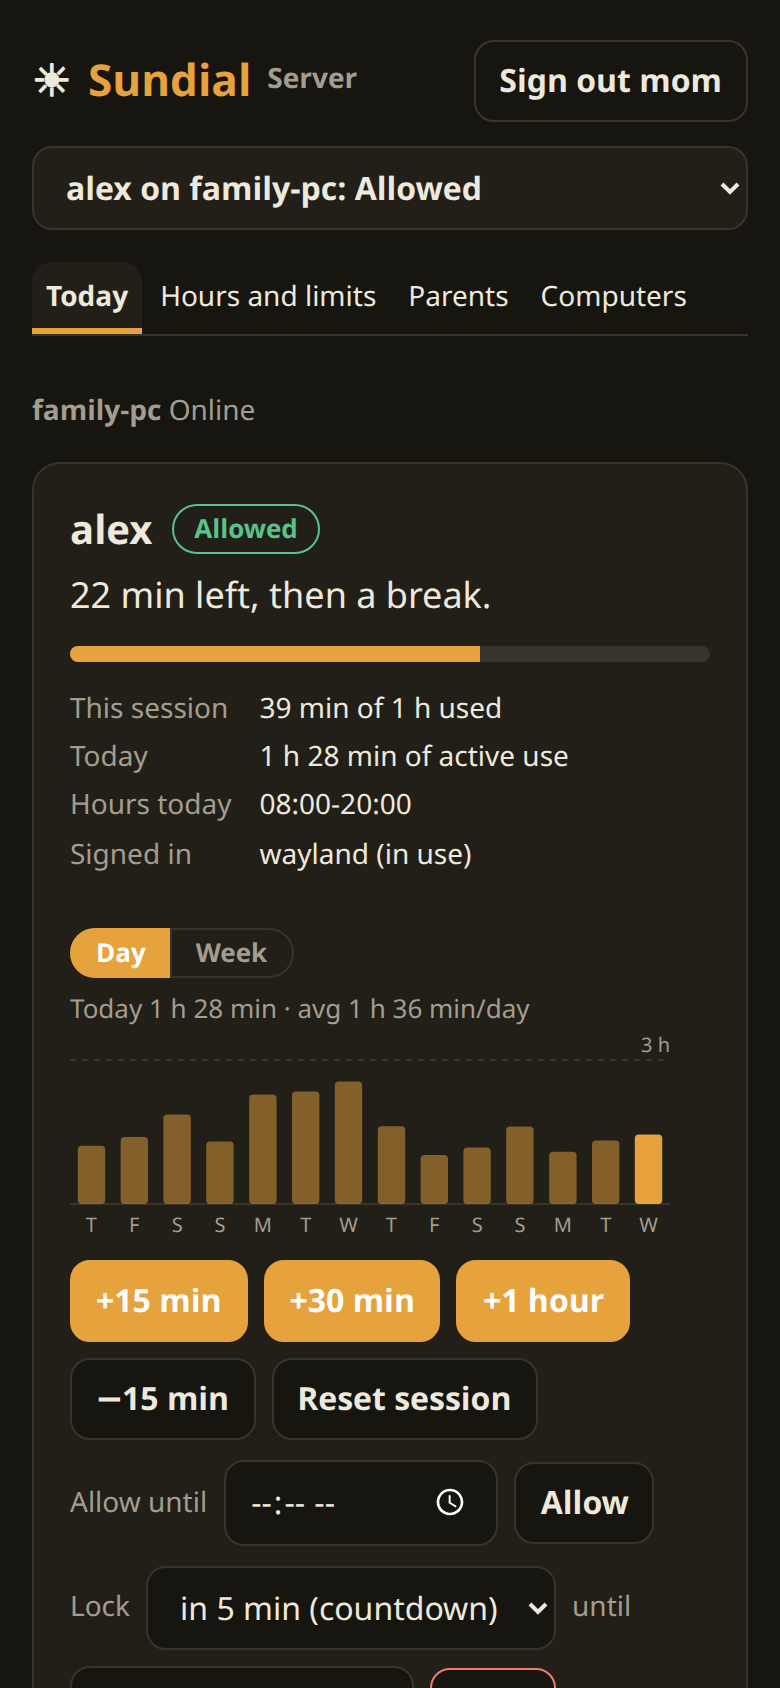 Sundial Server
Sign out mom
alex on family-pc: Allowed
Today Hours and limits Parents Computers
family-pc Online
alex Allowed
22 min left, then a break.
This session 39 min of 1 h used
Today 1 h 28 min of active use
Hours today 08:00-20:00
Signed in wayland (in use)
Day Week
Today 1 h 28 min · avg 1 h 36 min/day
3 h
T F S S M T W T F S S M T W
+15 min +30 min +1 hour
−15 min Reset session
Allow until --:-- -- Allow
Lock in 5 min (countdown) until